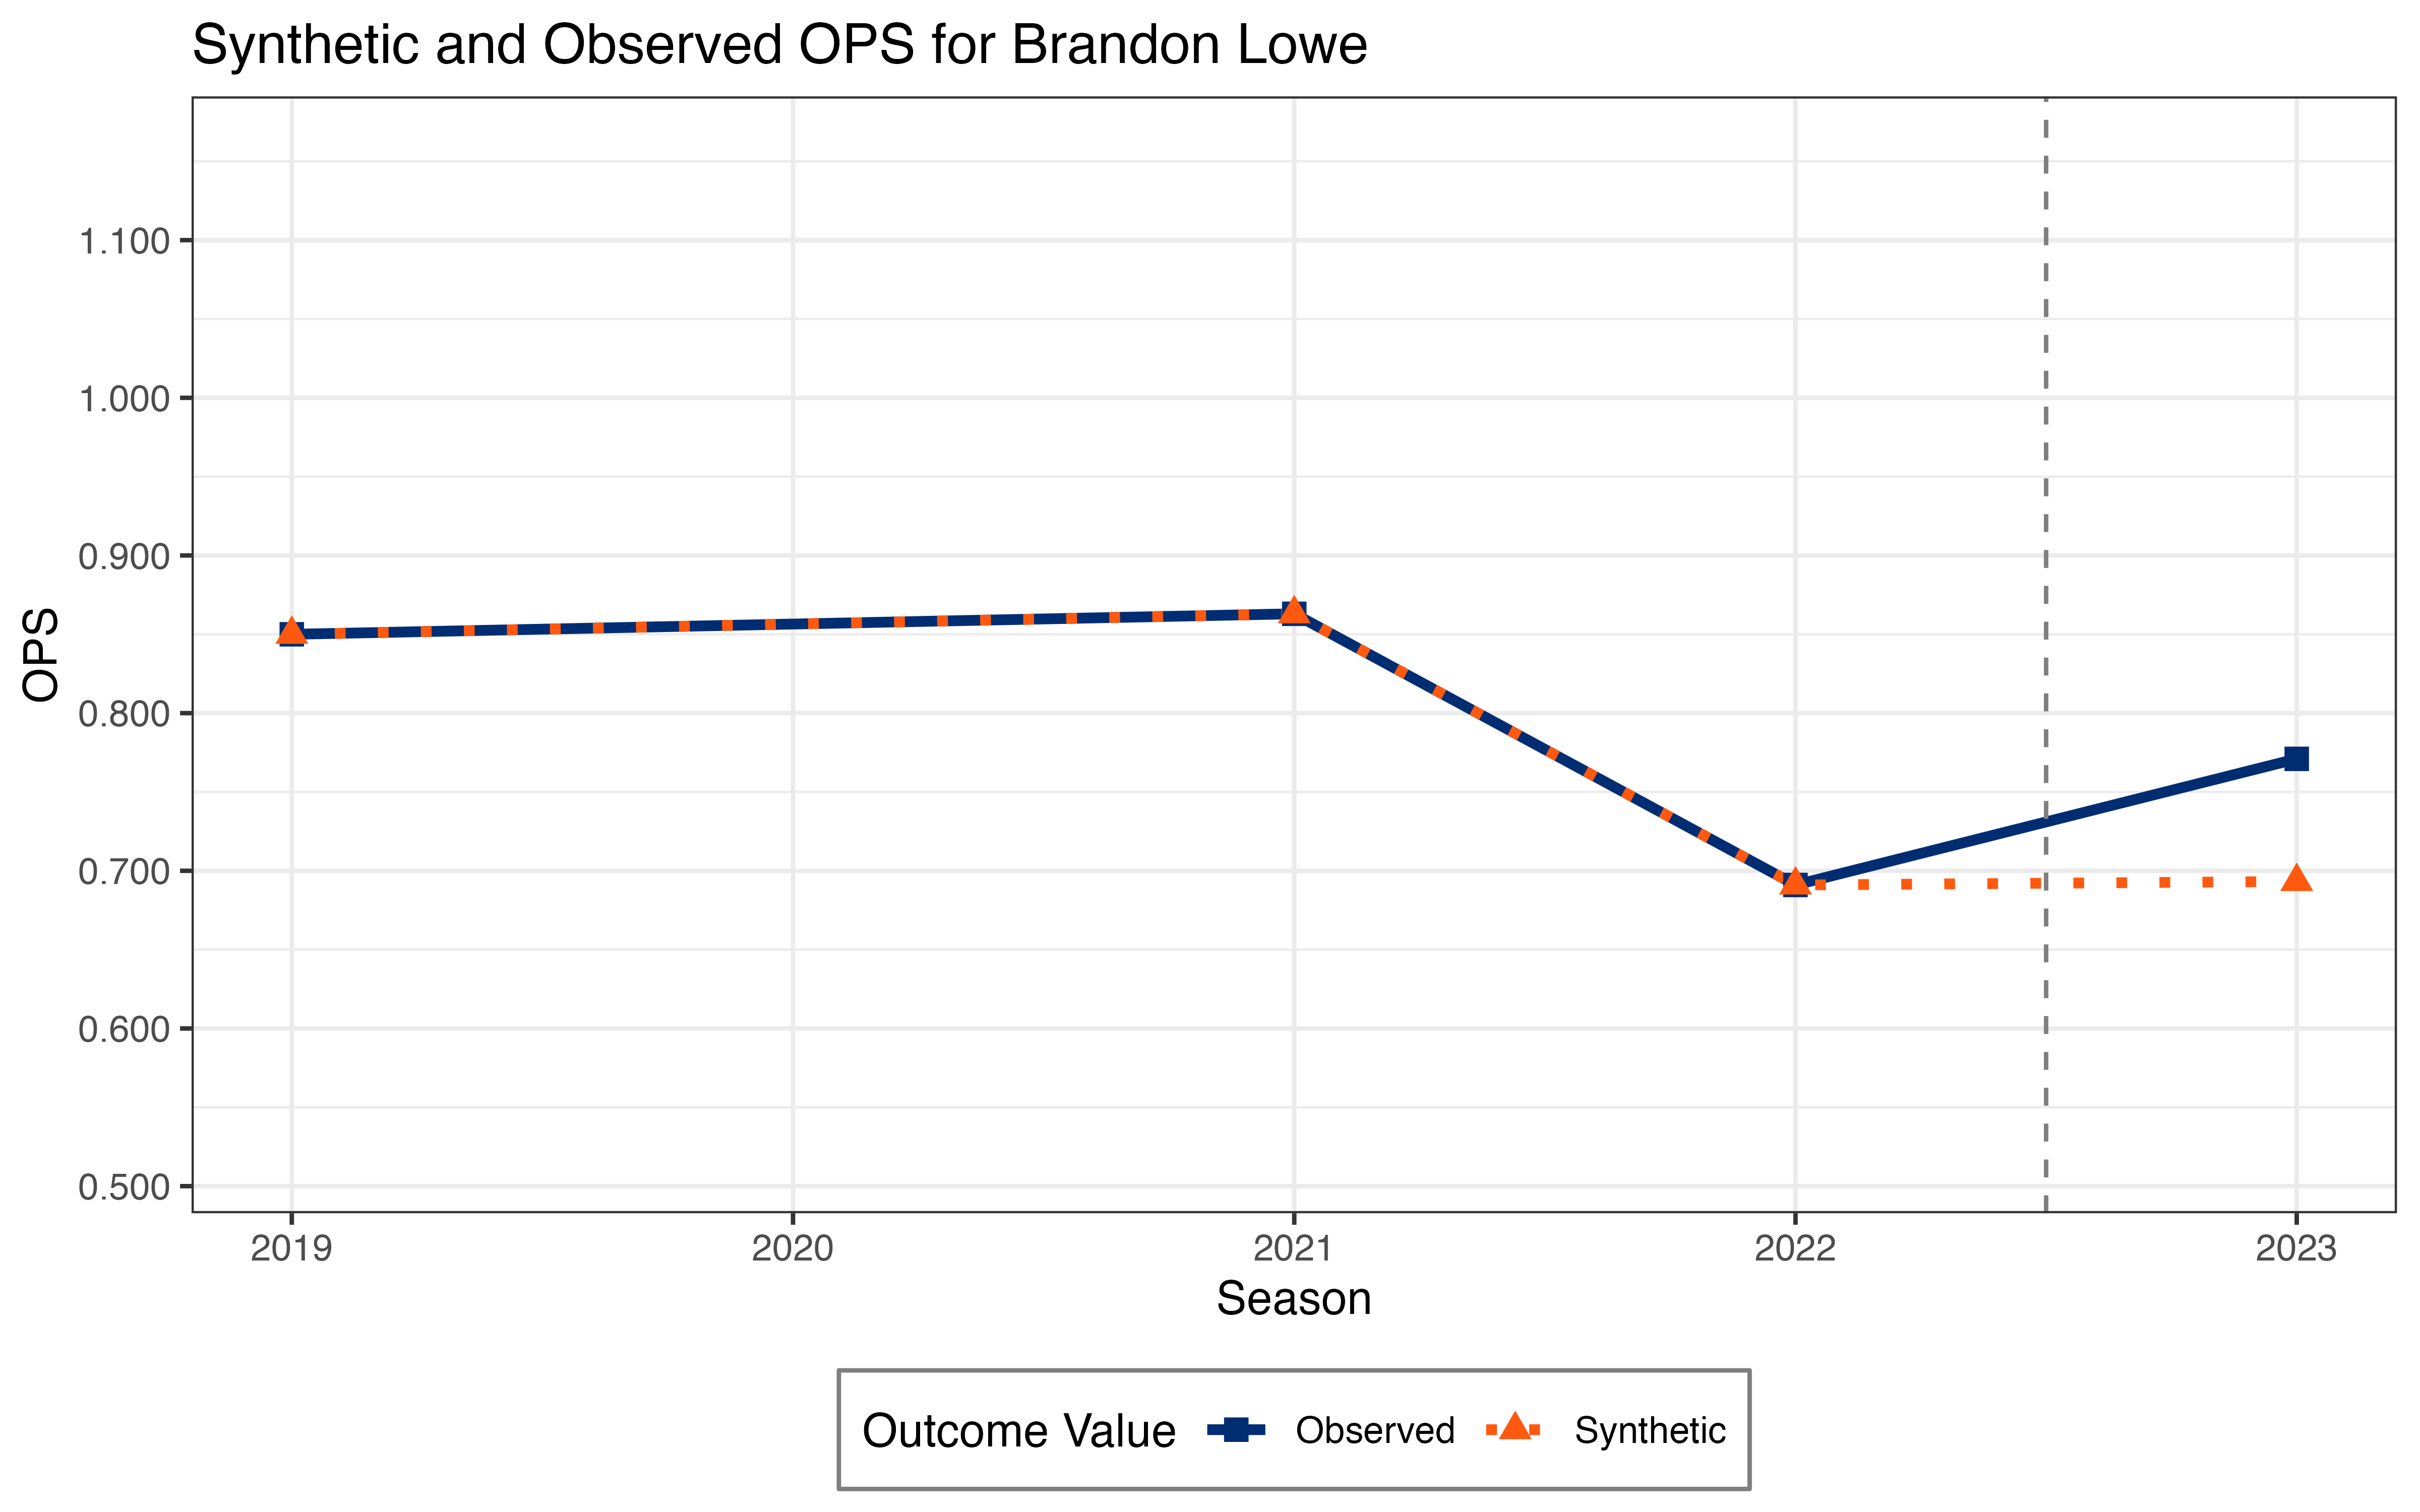 Synthetic and Observed OPS for Brandon Lowe
OPS
1.100
1.000
0.900
0.800
0.700
0.600
0.500
2019 2020 2021 2022 2023
Season
Outcome Value Observed Synthetic